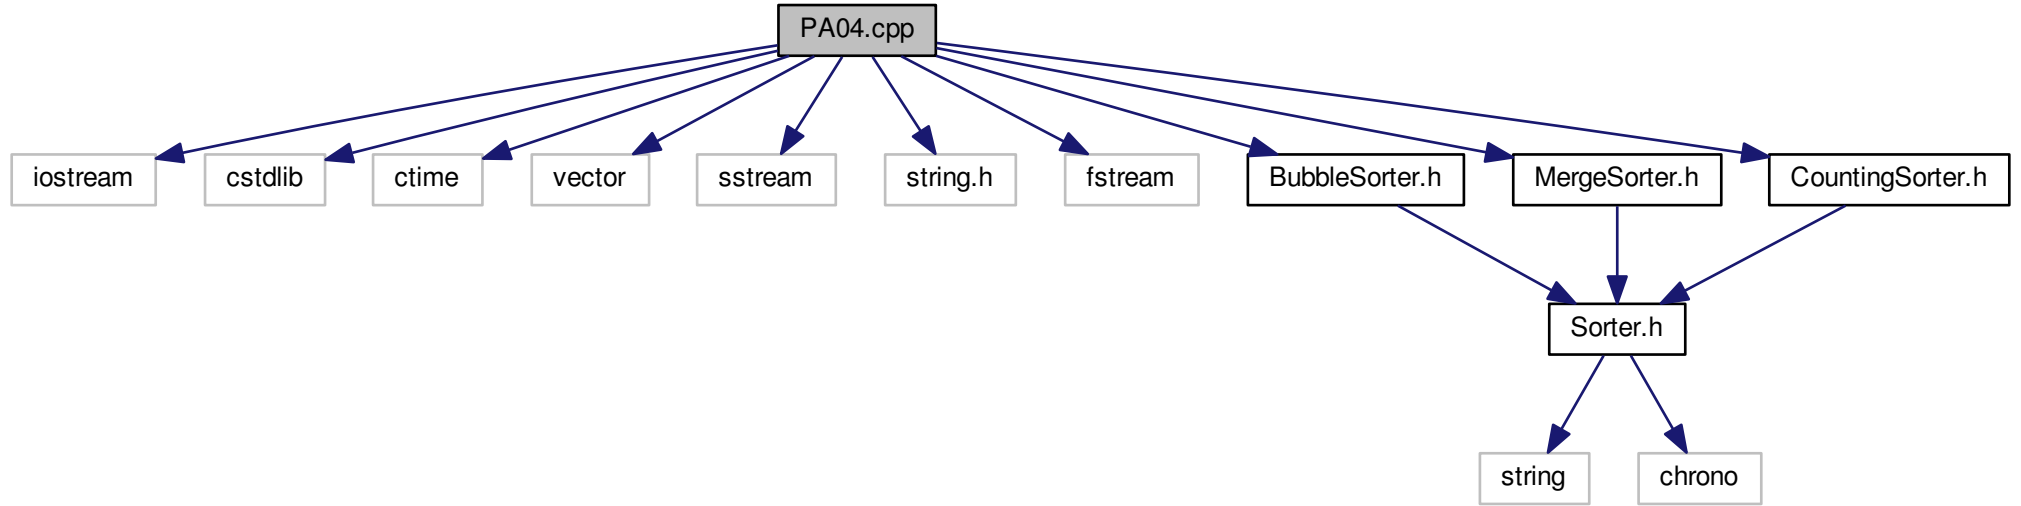 PA04.cpp
iostream
cstdlib
ctime
vector
sstream
string.h
fstream
BubbleSorter.h
MergeSorter.h
CountingSorter.h
Sorter.h
string
chrono